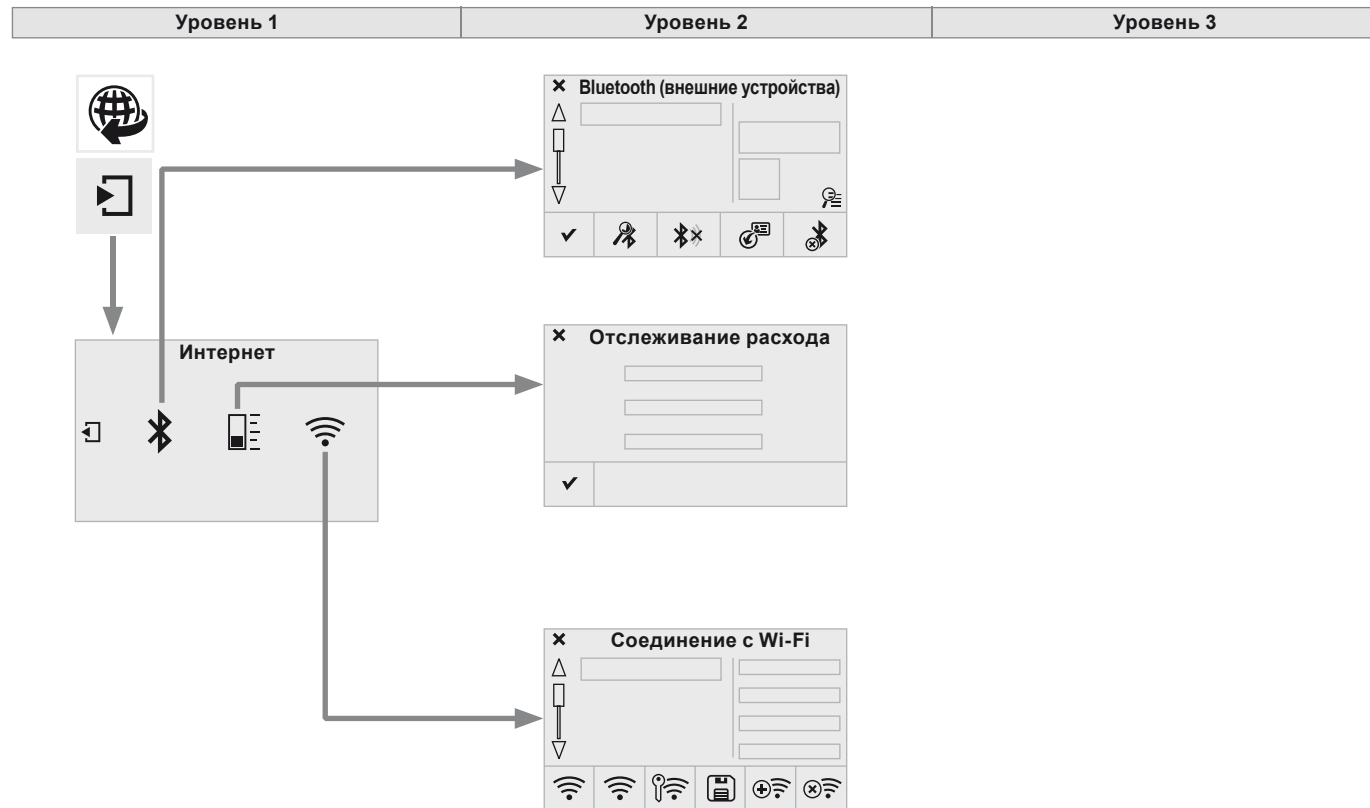 Уровень 1
Уровень 2
Уровень 3
Bluetooth (внешние устройства)
Интернет
Отслеживание расхода
Соединение с Wi-Fi